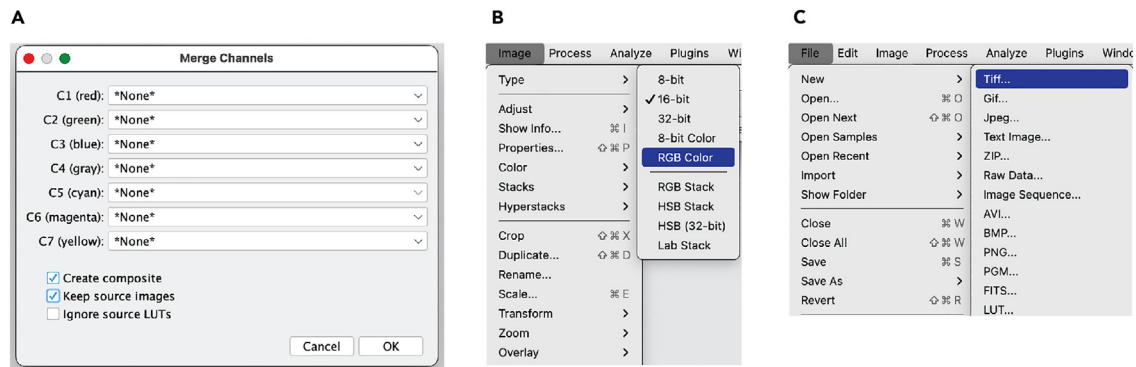 A
Merge Channels
C1 (red): *None*
C2 (green): *None*
C3 (blue): *None*
C4 (gray): *None*
C5 (cyan): *None*
C6 (magenta): *None*
C7 (yellow): *None*
Create composite
Keep source images
Ignore source LUTs
Cancel OK
B
Image Process Analyze Plugins Wi
Type
Adjust
Show Info... ⌘ I
Properties... ⇧ ⌘ P
Color
Stacks
Hyperstacks
Crop ⇧ ⌘ X
Duplicate... ⇧ ⌘ D
Rename...
Scale... ⌘ E
Transform
Zoom
Overlay
8-bit
16-bit
32-bit
8-bit Color
RGB Color
RGB Stack
HSB Stack
HSB (32-bit)
Lab Stack
C
File Edit Image Process Analyze Plugins Windo
New
Open... ⌘ O
Open Next ⇧ ⌘ O
Open Samples
Open Recent
Import
Show Folder
Close ⌘ W
Close All ⇧ ⌘ W
Save ⌘ S
Save As
Revert ⇧ ⌘ R
Tiff...
Gif...
Jpeg...
Text Image...
ZIP...
Raw Data...
Image Sequence...
AVI...
BMP...
PNG...
PGM...
FITS...
LUT...